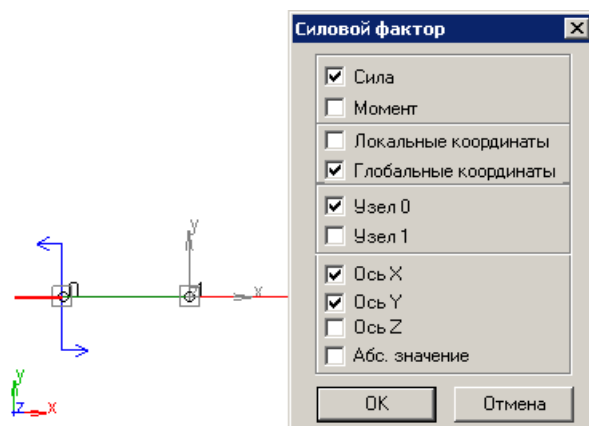 Силовой фактор
Сила
Момент
Локальные координаты
Глобальные координаты
Узел 0
Узел 1
Ось X
Ось Y
Ось Z
Абс. значение
OK
Отмена
y
0
1
x
y
z
x